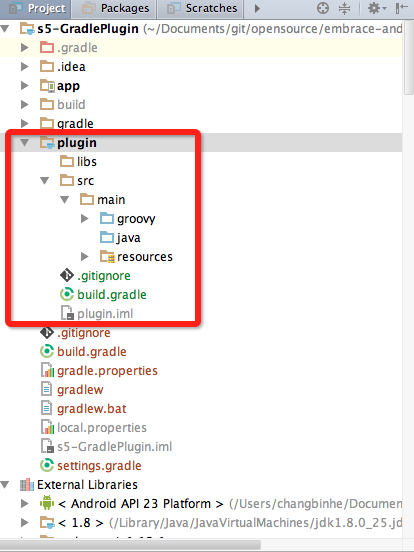 Project Packages Scratches
s5-GradlePlugin (~/Documents/git/opensource/embrace-and
.gradle
.idea
app
build
gradle
plugin
libs
src
main
groovy
java
resources
.gitignore
build.gradle
plugin.iml
.gitignore
build.gradle
gradle.properties
gradlew
gradlew.bat
local.properties
s5-GradlePlugin.iml
settings.gradle
External Libraries
< Android API 23 Platform > (/Users/changbinhe/Documen
< 1.8 > (/Library/Java/JavaVirtualMachines/jdk1.8.0_25.jd